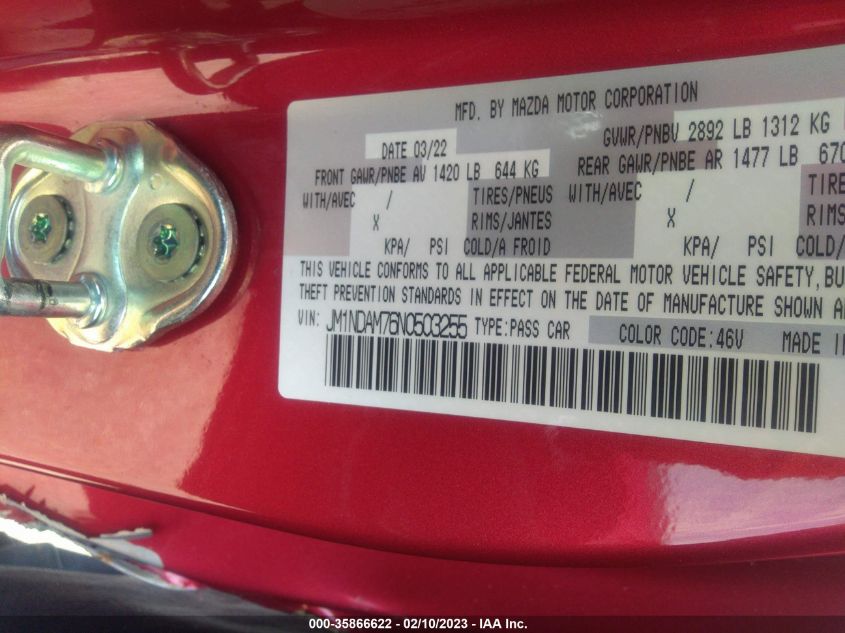 MFD. BY MAZDA MOTOR CORPORATION
DATE 03/22 GVWR/PNBV 2892 LB 1312 KG
FRONT GAWR/PNBE AV 1420 LB 644 KG REAR GAWR/PNBE AR 1477 LB 670
WITH/AVEC / TIRES/PNEUS WITH/AVEC / TIRE
X RIMS/JANTES X RIMS
KPA/ PSI COLD/A FROID KPA/ PSI COLD/
THIS VEHICLE CONFORMS TO ALL APPLICABLE FEDERAL MOTOR VEHICLE SAFETY, BU
THEFT PREVENTION STANDARDS IN EFFECT ON THE DATE OF MANUFACTURE SHOWN A
VIN: JM1NDAM76N0503255 TYPE:PASS CAR COLOR CODE:46V MADE I
000-35866622 - 02/10/2023 - IAA Inc.